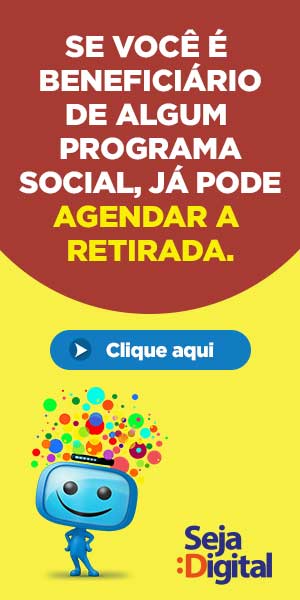 SE VOCÊ É
BENEFICIÁRIO
DE ALGUM
PROGRAMA
SOCIAL, JÁ PODE
AGENDAR A
RETIRADA.
Clique aqui
Seja
:Digital